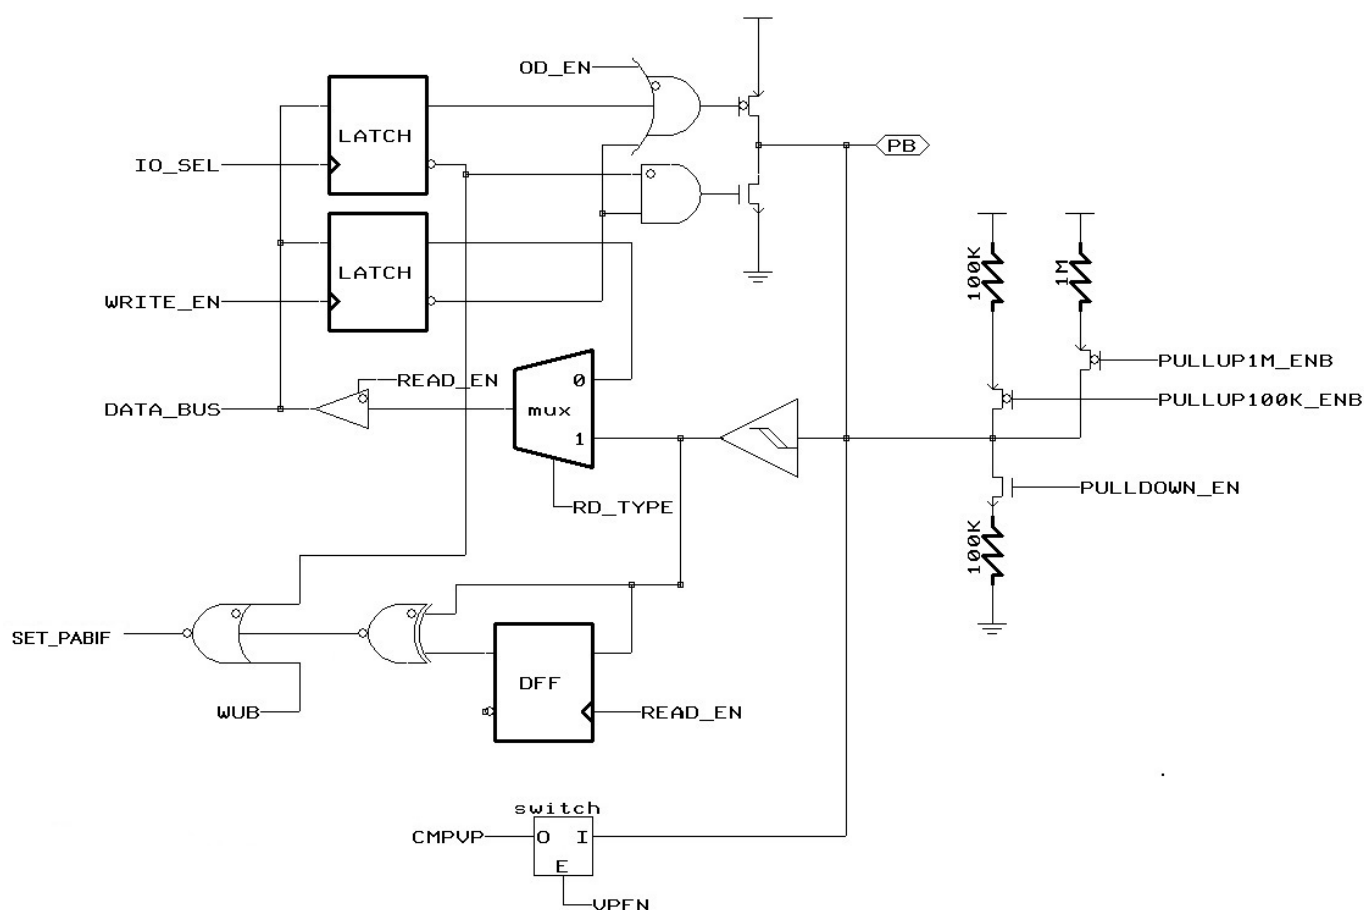 OD_EN
LATCH
IO_SEL
PB
LATCH
WRITE_EN
100K
1M
PULLUP1M_ENB
READ_EN
0
DATA_BUS
mux
PULLUP100K_ENB
1
PULLDOWN_EN
RD_TYPE
100K
SET_PABIF
DFF
WUB
READ_EN
switch
CMPVP
O I
E
VPEN